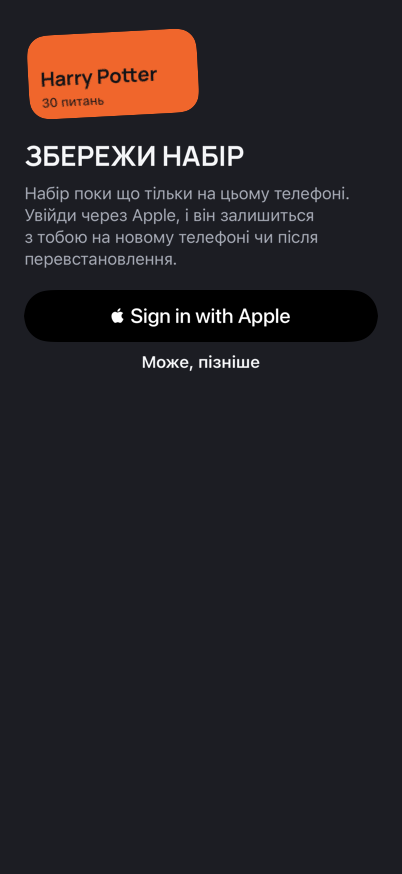 Harry Potter
30 питань
ЗБЕРЕЖИ НАБІР
Набір поки що тільки на цьому телефоні.
Увійди через Apple, і він залишиться
з тобою на новому телефоні чи після
перевстановлення.
Sign in with Apple
Може, пізніше